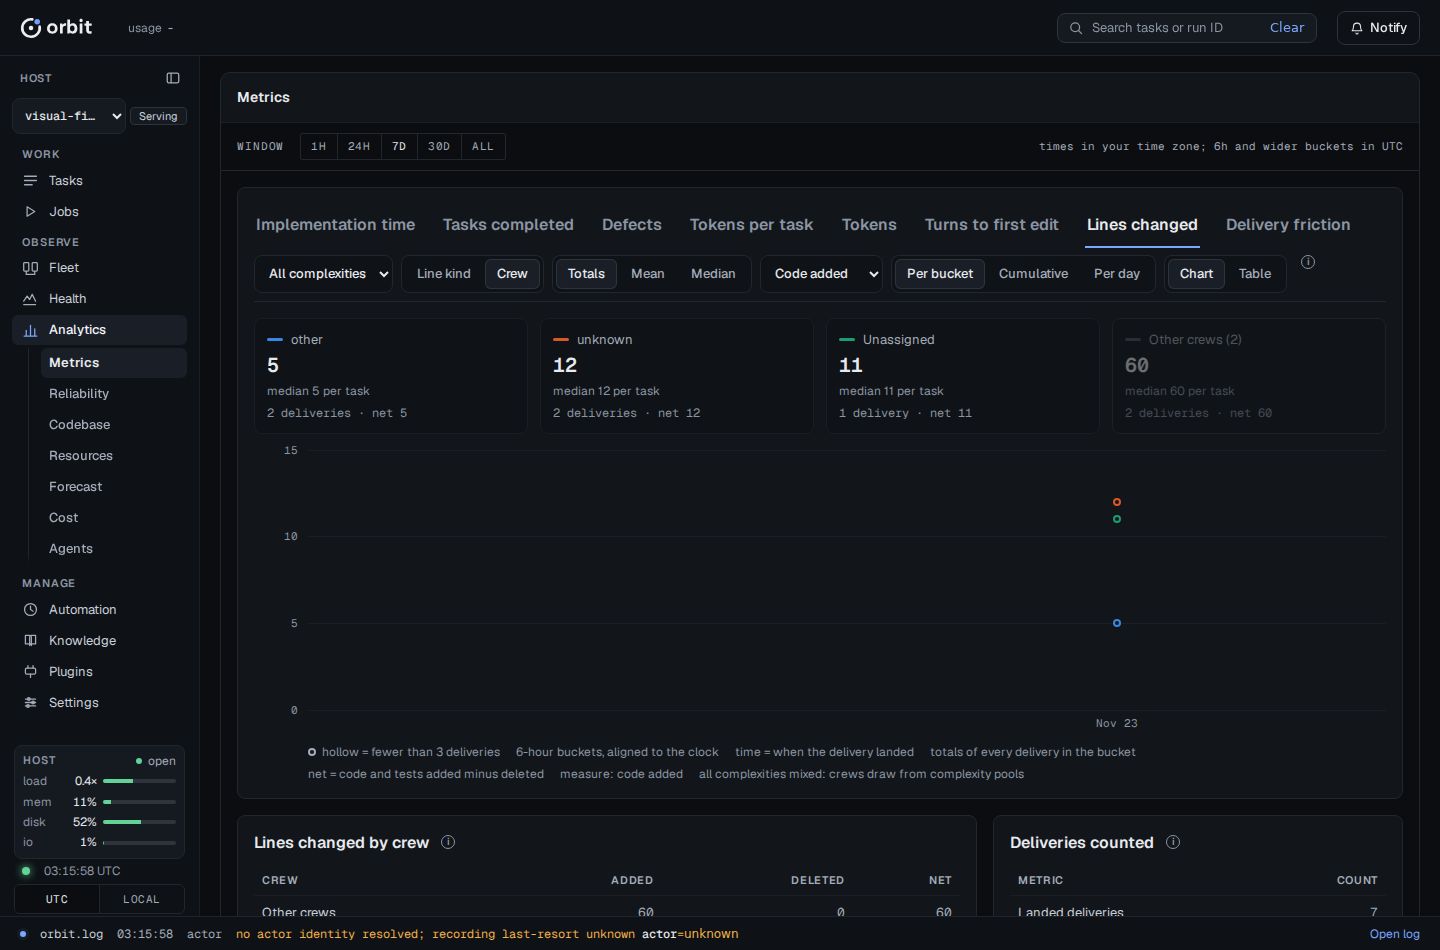 orbit
usage -
Search tasks or run ID
Clear
Notify
HOST
visual-fi…
Serving
WORK
Tasks
Jobs
OBSERVE
Fleet
Health
Analytics
Metrics
Reliability
Codebase
Resources
Forecast
Cost
Agents
MANAGE
Automation
Knowledge
Plugins
Settings
HOST open
load 0.4×
mem 11%
disk 52%
io 1%
03:15:58 UTC
UTC LOCAL
Metrics
WINDOW 1H 24H 7D 30D ALL
times in your time zone; 6h and wider buckets in UTC
Implementation time Tasks completed Defects Tokens per task Tokens Turns to first edit Lines changed Delivery friction
All complexities Line kind Crew Totals Mean Median Code added Per bucket Cumulative Per day Chart Table
other
5
median 5 per task
2 deliveries · net 5
unknown
12
median 12 per task
2 deliveries · net 12
Unassigned
11
median 11 per task
1 delivery · net 11
Other crews (2)
60
median 60 per task
2 deliveries · net 60
15
10
5
0
Nov 23
hollow = fewer than 3 deliveries 6-hour buckets, aligned to the clock time = when the delivery landed totals of every delivery in the bucket
net = code and tests added minus deleted measure: code added all complexities mixed: crews draw from complexity pools
Lines changed by crew
CREW ADDED DELETED NET
Other crews 60 0 60
Deliveries counted
METRIC COUNT
Landed deliveries 7
orbit.log 03:15:58 actor no actor identity resolved; recording last-resort unknown actor=unknown
Open log